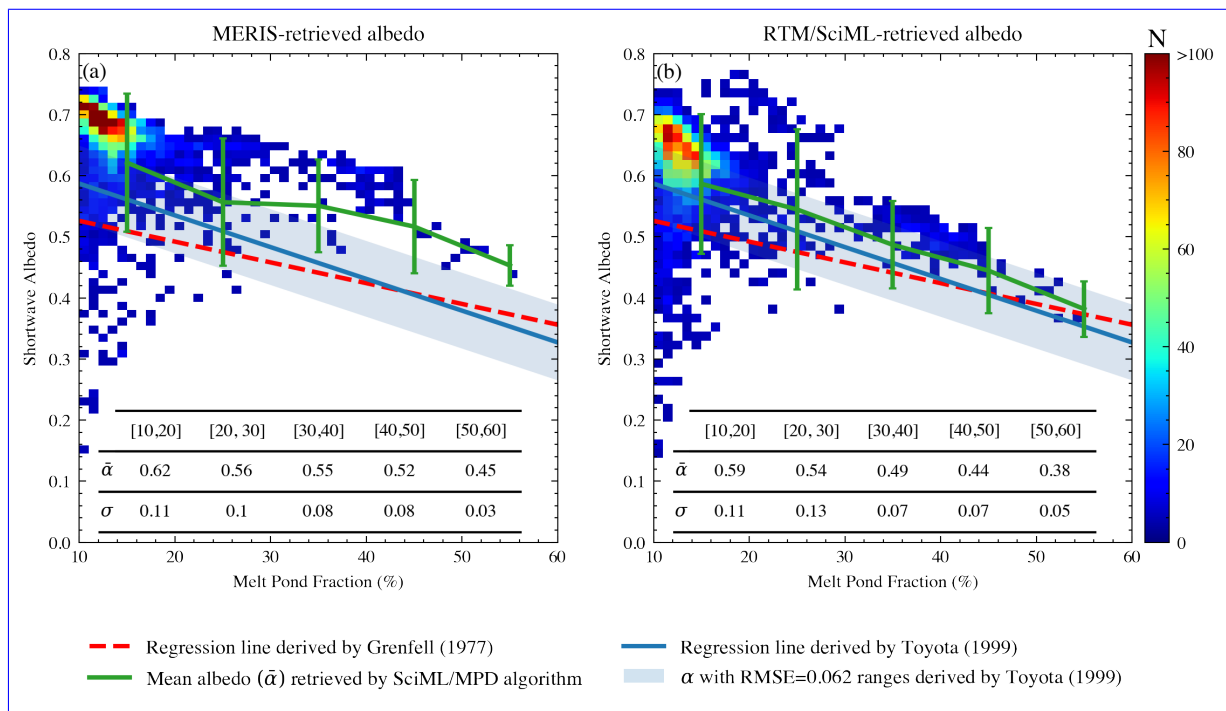 MERIS-retrieved albedo
(a)
Shortwave Albedo
0.8
0.7
0.6
0.5
0.4
0.3
0.2
0.1
0.0
[10,20] [20, 30] [30,40] [40,50] [50,60]
ᾱ 0.62 0.56 0.55 0.52 0.45
σ 0.11 0.1 0.08 0.08 0.03
10 20 30 40 50 60
Melt Pond Fraction (%)
RTM/SciML-retrieved albedo
(b)
Shortwave Albedo
0.8
0.7
0.6
0.5
0.4
0.3
0.2
0.1
0.0
[10,20] [20, 30] [30,40] [40,50] [50,60]
ᾱ 0.59 0.54 0.49 0.44 0.38
σ 0.11 0.13 0.07 0.07 0.05
10 20 30 40 50 60
Melt Pond Fraction (%)
N
>100
80
60
40
20
0
Regression line derived by Grenfell (1977)
Mean albedo (ᾱ) retrieved by SciML/MPD algorithm
Regression line derived by Toyota (1999)
α with RMSE=0.062 ranges derived by Toyota (1999)